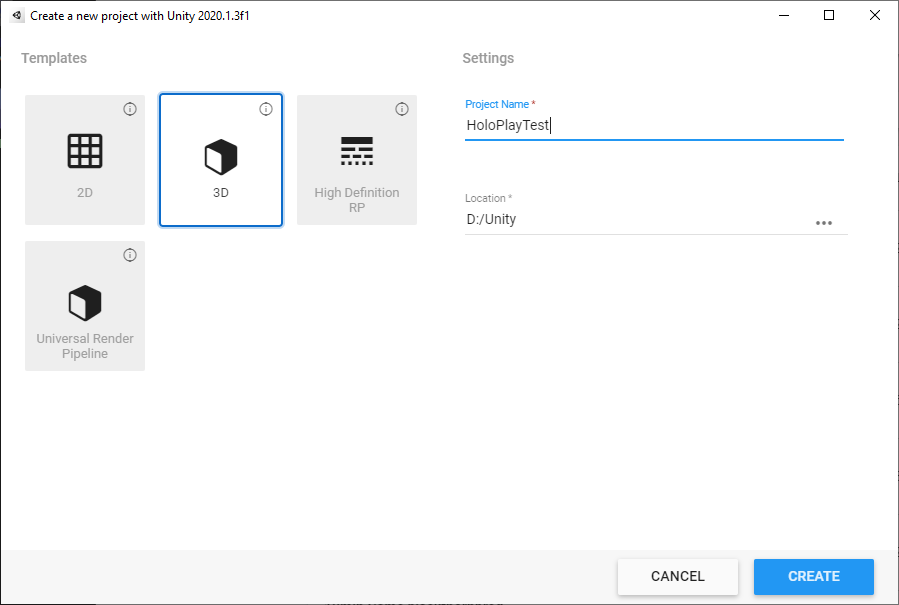 Create a new project with Unity 2020.1.3f1
Templates
2D
3D
High Definition
RP
Universal Render
Pipeline
Settings
Project Name *
HoloPlayTest
Location *
D:/Unity
CANCEL
CREATE